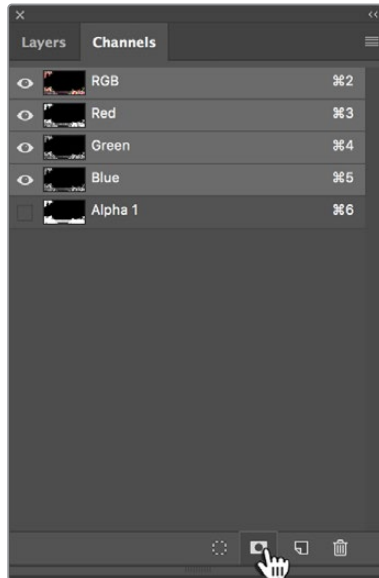 Layers Channels
RGB ⌘2
Red ⌘3
Green ⌘4
Blue ⌘5
Alpha 1 ⌘6